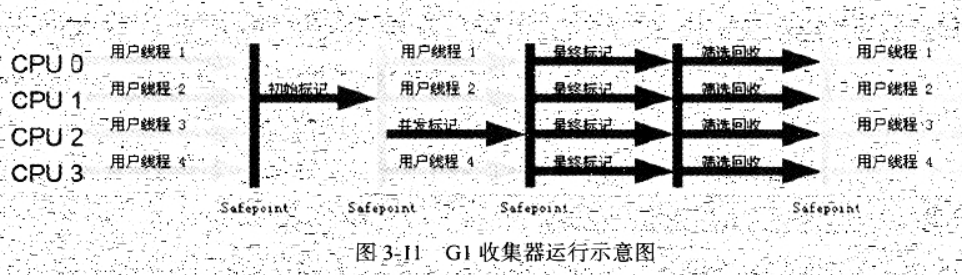 CPU 0 用户线程 1 用户线程 1 最终标记 筛选回收 用户线程 1
CPU 1 用户线程 2 初始标记 用户线程 2 最终标记 筛选回收 用户线程 2
CPU 2 用户线程 3 并发标记 最终标记 筛选回收 用户线程 3
CPU 3 用户线程 4 用户线程 4 最终标记 筛选回收 用户线程 4
Safepoint Safepoint Safepoint Safepoint
图 3-11 G1 收集器运行示意图